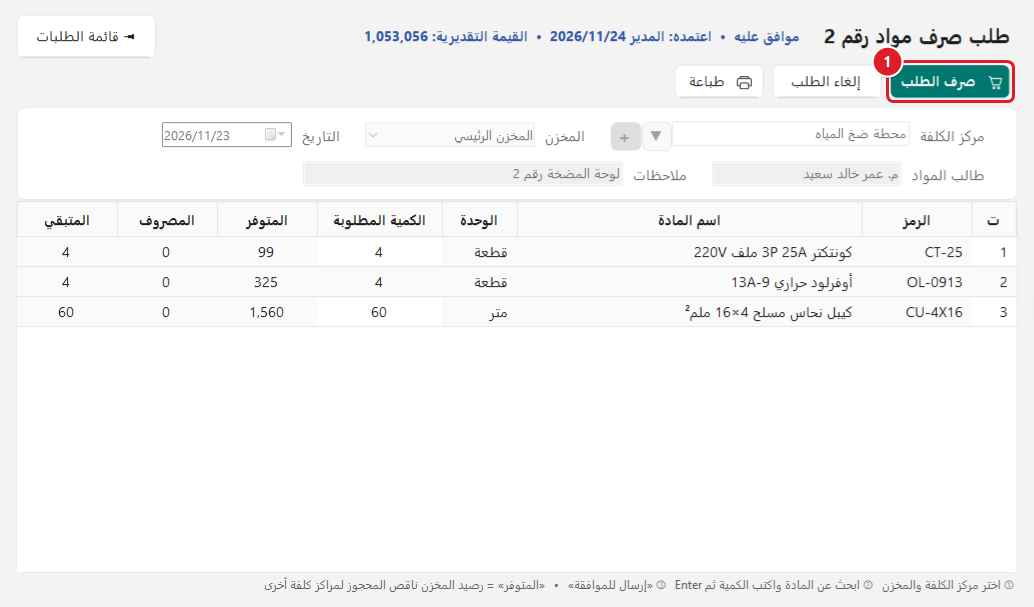 طلب صرف مواد رقم 2 موافق عليه • اعتمده: المدير 2026/11/24 • القيمة التقديرية: 1,053,056 قائمة الطلبات
1
صرف الطلب إلغاء الطلب طباعة
مركز الكلفة محطة ضخ المياه + المخزن المخزن الرئيسي التاريخ 2026/11/23
طالب المواد م. عمر خالد سعيد ملاحظات لوحة المضخة رقم 2
ت الرمز اسم المادة الوحدة الكمية المطلوبة المتوفر المصروف المتبقي
1 CT-25 كونتكتر 3P 25A ملف 220V قطعة 4 99 0 4
2 OL-0913 أوفرلود حراري 9-13A قطعة 4 325 0 4
3 CU-4X16 كيبل نحاس مسلح 4×16 ملم² متر 60 1,560 0 60
① اختر مركز الكلفة والمخزن ② ابحث عن المادة واكتب الكمية ثم Enter ③ «إرسال للموافقة» • «المتوفر» = رصيد المخزن ناقص المحجوز لمراكز كلفة أخرى